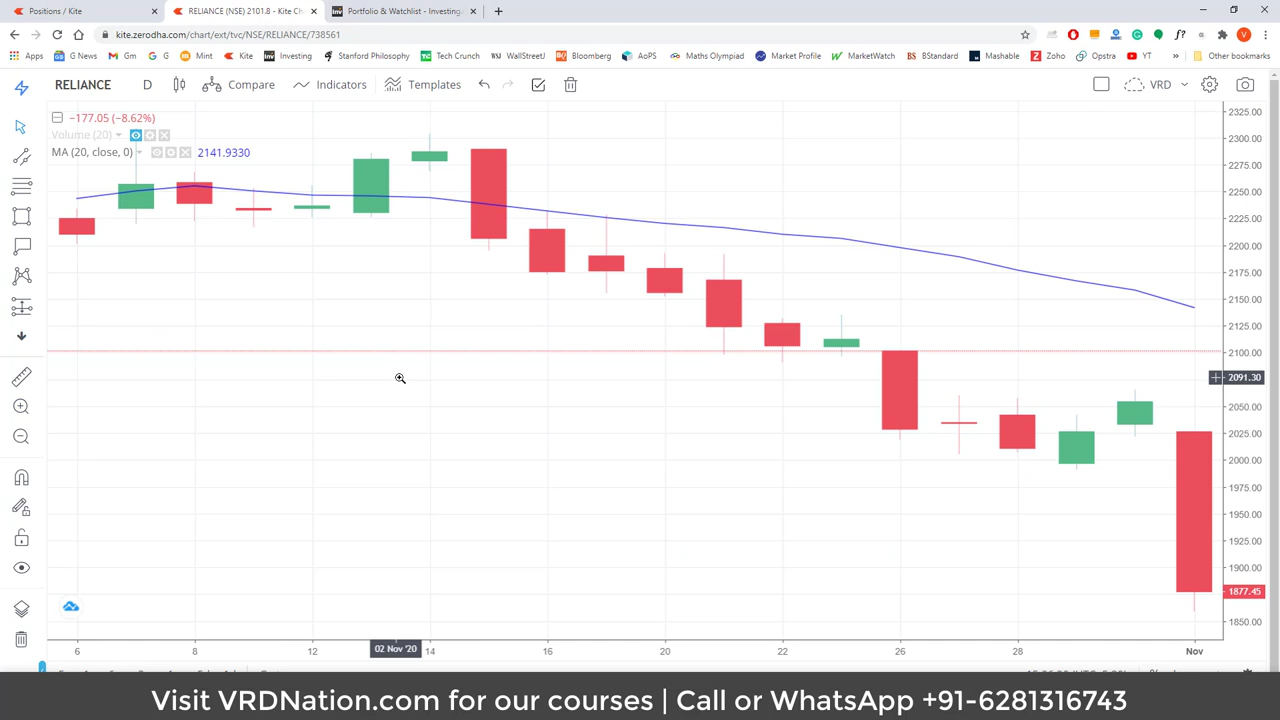 Positions / Kite
RELIANCE (NSE) 2101.8 - Kite Ch
Portfolio & Watchlist - Investing.
kite.zerodha.com/chart/ext/tvc/NSE/RELIANCE/738561
Apps G News Gm G Mint Kite Investing Stanford Philosophy Tech Crunch WallStreet Bloomberg AoPS Maths Olympiad Market Profile MarketWatch BStandard Mashable Zoho Opstra YT » Other bookmarks
RELIANCE D Compare Indicators Templates VRD
−177.05 (−8.62%)
Volume (20)
MA (20, close, 0) 2141.9330
2325.00
2300.00
2275.00
2250.00
2225.00
2200.00
2175.00
2150.00
2125.00
2100.00
2091.30
2050.00
2025.00
2000.00
1975.00
1950.00
1925.00
1900.00
1877.45
1850.00
6 8 12 02 Nov '20 14 16 20 22 26 28 Nov
Visit VRDNation.com for our courses | Call or WhatsApp +91-6281316743